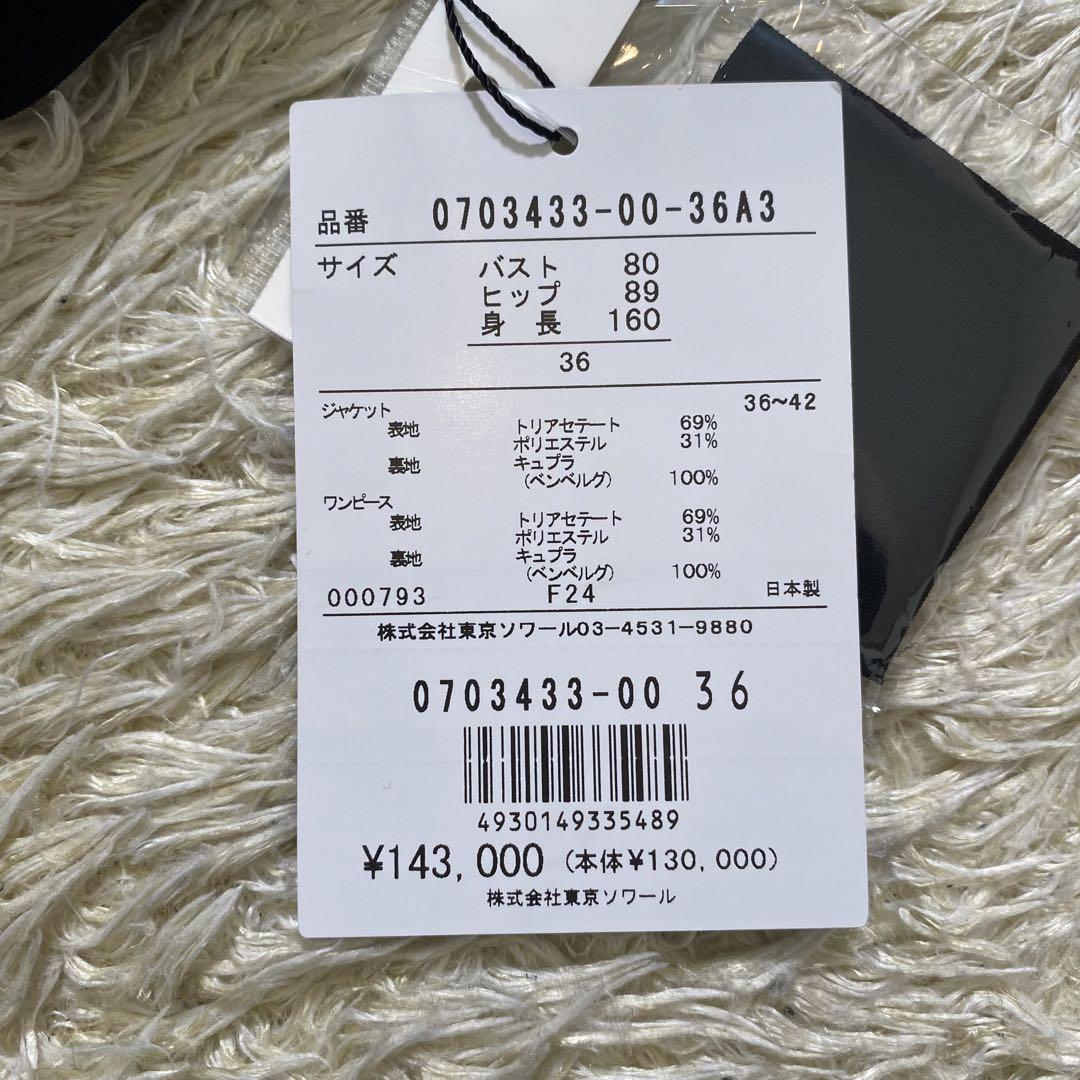 品番 0703433-00-36A3
サイズ バスト 80
ヒップ 89
身長 160
36
ジャケット 36~42
表地 トリアセテート 69%
ポリエステル 31%
裏地 キュプラ
(ベンベルグ) 100%
ワンピース
表地 トリアセテート 69%
ポリエステル 31%
裏地 キュプラ
(ベンベルグ) 100%
000793 F24 日本製
株式会社東京ソワール03-4531-9880
0703433-00 36
4930149335489
¥143,000 (本体¥130,000)
株式会社東京ソワール